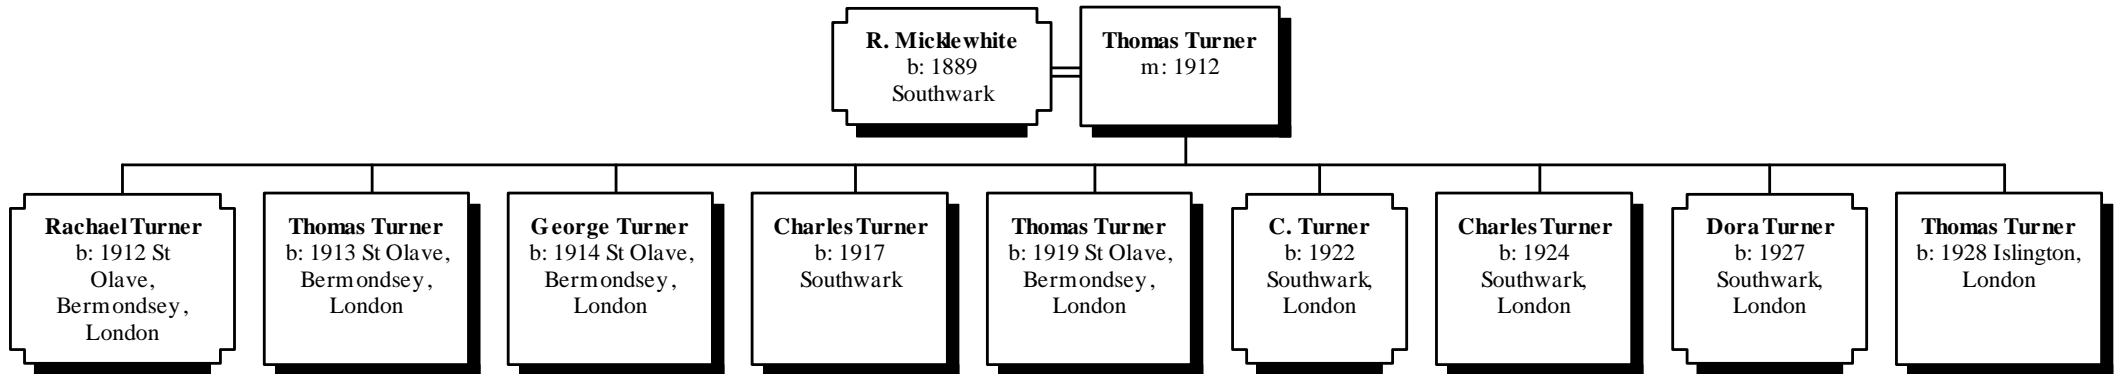 R. Micklewhite
b: 1889
Southwark
Thomas Turner
m: 1912
Rachael Turner
b: 1912 St
Olave,
Bermondsey,
London
Thomas Turner
b: 1913 St Olave,
Bermondsey,
London
George Turner
b: 1914 St Olave,
Bermondsey,
London
Charles Turner
b: 1917
Southwark
Thomas Turner
b: 1919 St Olave,
Bermondsey,
London
C. Turner
b: 1922
Southwark,
London
Charles Turner
b: 1924
Southwark,
London
Dora Turner
b: 1927
Southwark,
London
Thomas Turner
b: 1928 Islington,
London